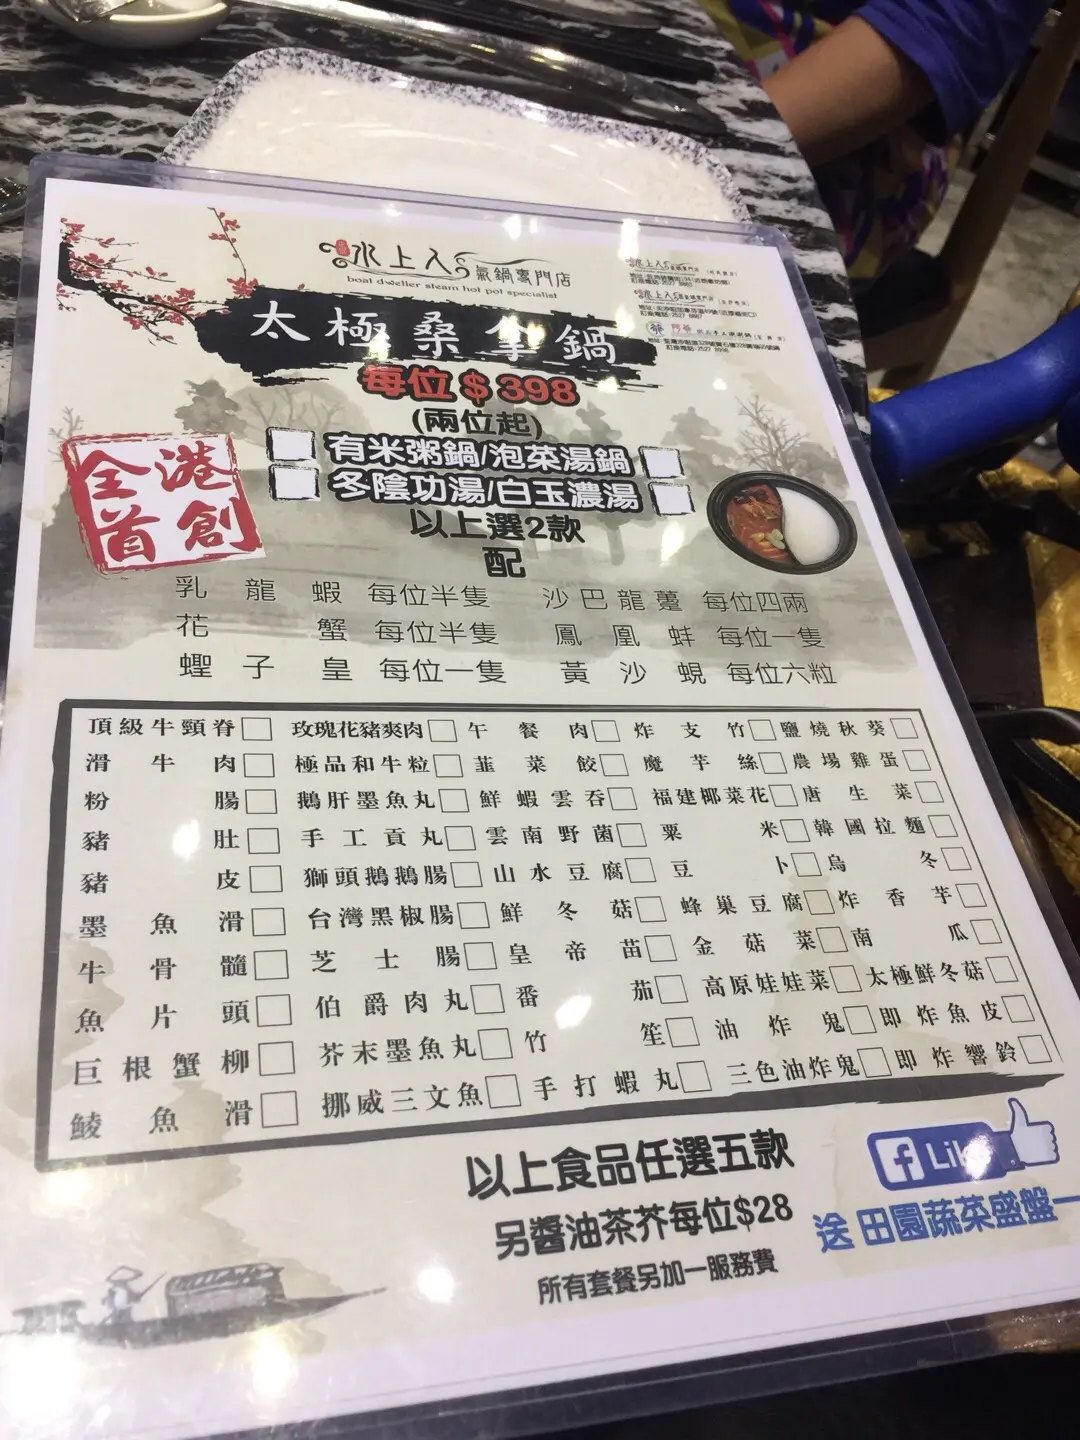 水上人
氣鍋專門店
boat dweller steam hot pot specialist
太極桑拿鍋
每位$398
(兩位起)
有米粥鍋/泡菜湯鍋
冬陰功湯/白玉濃湯
以上選2款
配
全港首創
乳龍蝦 每位半隻 沙巴龍躉 每位四兩
花蟹 每位半隻 鳳凰蚌 每位一隻
蟶子皇 每位一隻 黃沙蜆 每位六粒
頂級牛頸脊 玫瑰花豬爽肉 午餐肉 炸支竹 鹽燒秋葵
滑牛肉 極品和牛粒 韮菜餃 魔芋絲 農場雞蛋
粉腸 鵝肝墨魚丸 鮮蝦雲吞 福建椰菜花 唐生菜
豬肚 手工貢丸 雲南野菌 粟米 韓國拉麵
豬皮 獅頭鵝鵝腸 山水豆腐 豆卜 烏冬
墨魚滑 台灣黑椒腸 鮮冬菇 蜂巢豆腐 炸香芋
牛骨髓 芝士腸 皇帝苗 金菇菜 南瓜
魚片頭 伯爵肉丸 番茄 高原娃娃菜 太極鮮冬菇
巨根蟹柳 芥末墨魚丸 竹笙 油炸鬼 即炸魚皮
鯪魚滑 挪威三文魚 手打蝦丸 三色油炸鬼 即炸響鈴
以上食品任選五款
另醬油茶芥每位$28
所有套餐另加一服務費
f Like
送 田園蔬菜盛盤一